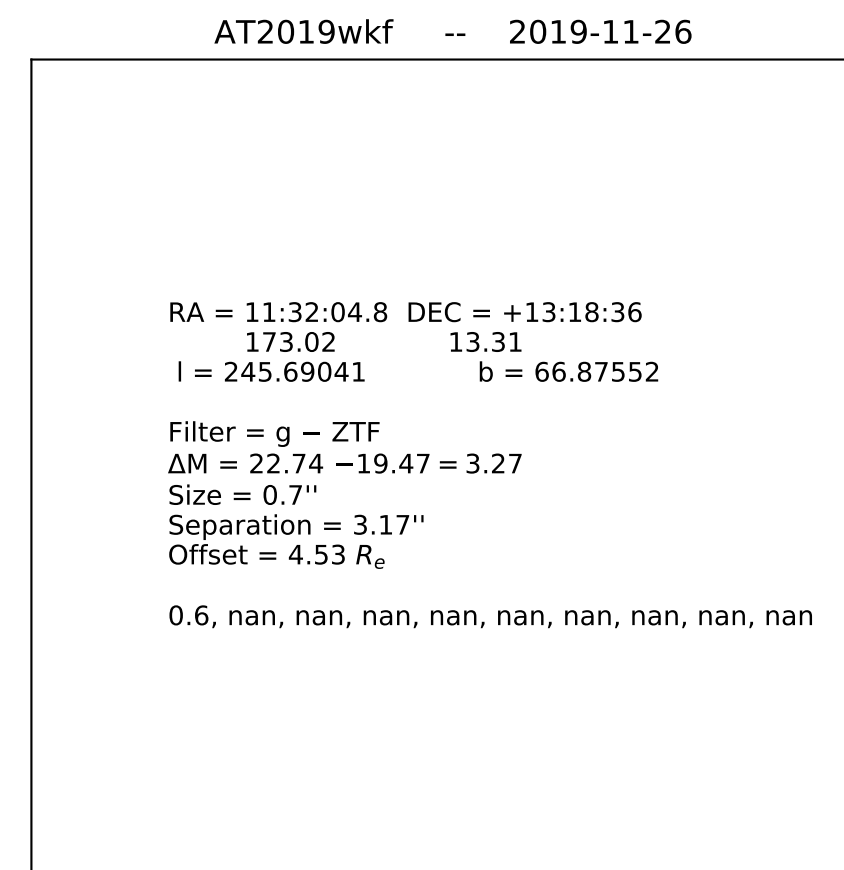 AT2019wkf -- 2019-11-26
RA = 11:32:04.8 DEC = +13:18:36
173.02 13.31
l = 245.69041 b = 66.87552
Filter = g − ZTF
ΔM = 22.74 −19.47 = 3.27
Size = 0.7''
Separation = 3.17''
Offset = 4.53 Rₑ
0.6, nan, nan, nan, nan, nan, nan, nan, nan, nan